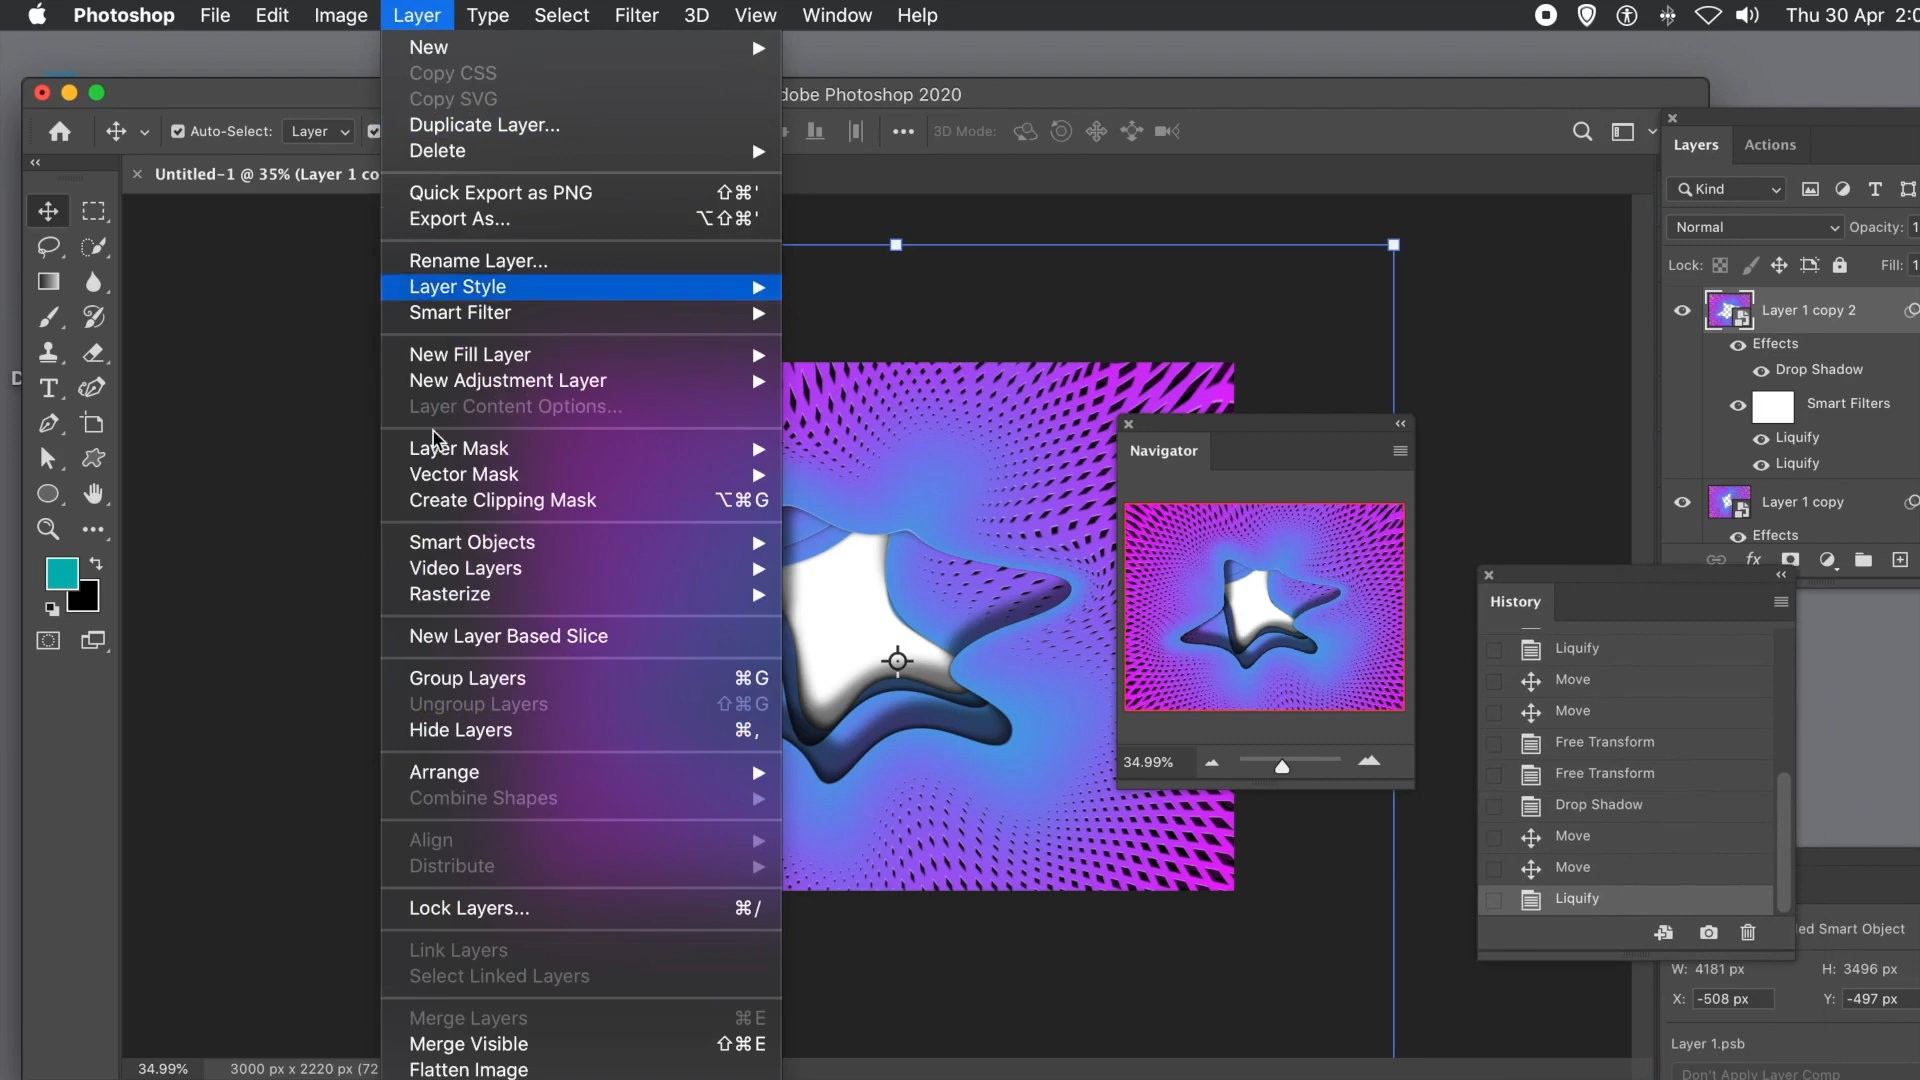 Photoshop File Edit Image Layer Type Select Filter 3D View Window Help Thu 30 Apr
dobe Photoshop 2020
Auto-Select: Layer
3D Mode:
Untitled-1 @ 35% (Layer 1 co
New
Copy CSS
Copy SVG
Duplicate Layer...
Delete
Quick Export as PNG ⇧⌘'
Export As... ⌥⇧⌘'
Rename Layer...
Layer Style
Smart Filter
New Fill Layer
New Adjustment Layer
Layer Content Options...
Layer Mask
Vector Mask
Create Clipping Mask ⌥⌘G
Smart Objects
Video Layers
Rasterize
New Layer Based Slice
Group Layers ⌘G
Ungroup Layers ⇧⌘G
Hide Layers ⌘,
Arrange
Combine Shapes
Align
Distribute
Lock Layers... ⌘/
Link Layers
Select Linked Layers
Merge Layers ⌘E
Merge Visible ⇧⌘E
Flatten Image
Navigator
34.99%
Layers Actions
Kind
Normal Opacity: 1
Lock: Fill: 1
Layer 1 copy 2
Effects
Drop Shadow
Smart Filters
Liquify
Liquify
Layer 1 copy
Effects
fx
History
Liquify
Move
Move
Free Transform
Free Transform
Drop Shadow
Move
Move
Liquify
ed Smart Object
W: 4181 px H: 3496 px
X: -508 px Y: -497 px
Layer 1.psb
Don't Apply Layer Comp
34.99% 3000 px x 2220 px (72